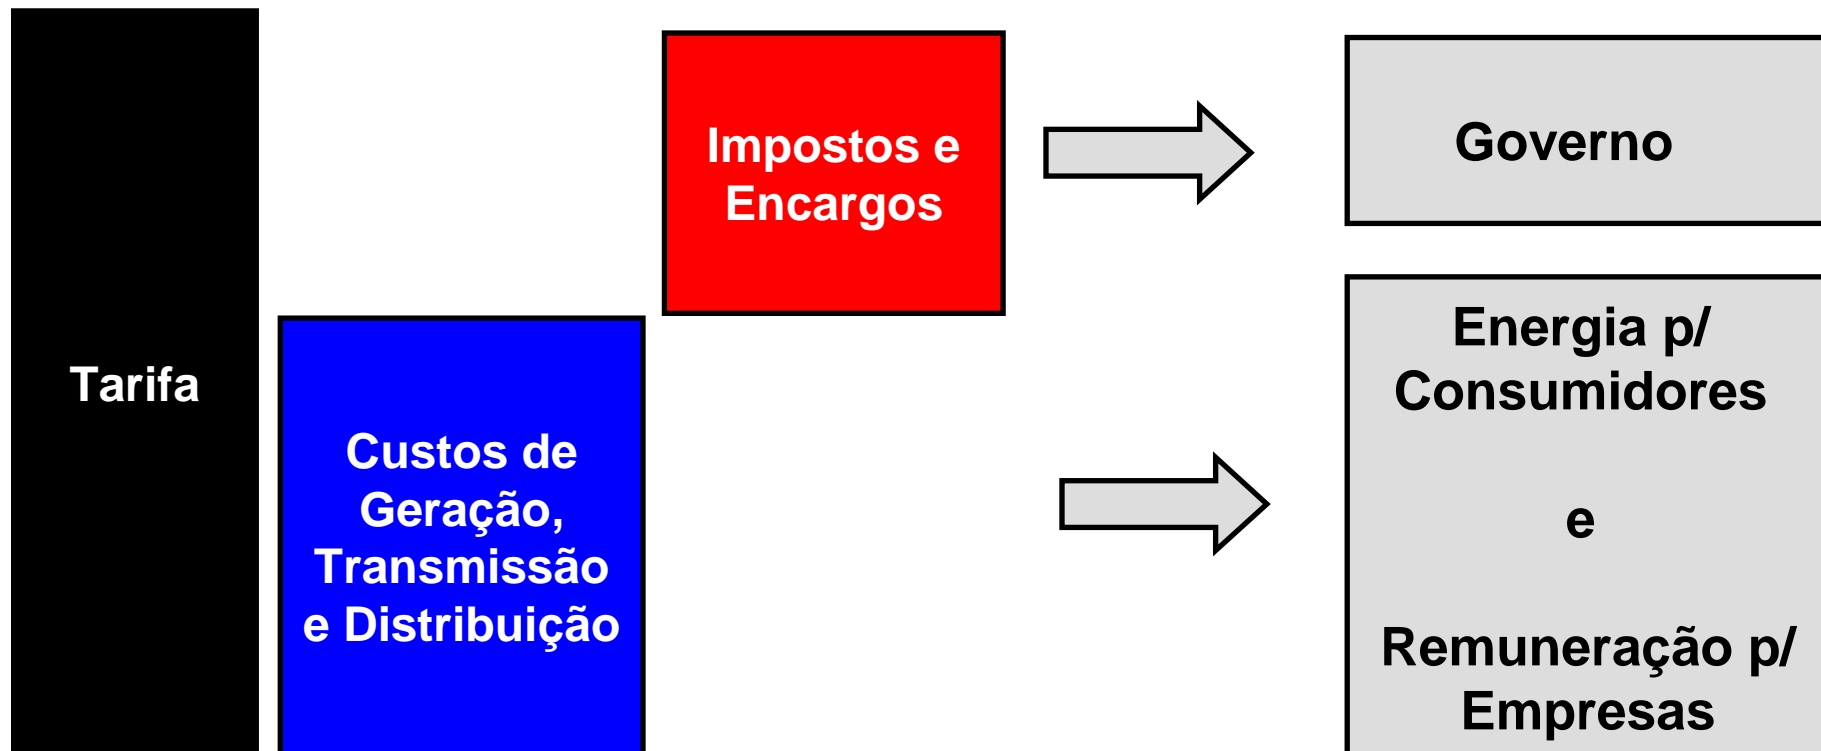 Tarifa
Custos de
Geração,
Transmissão
e Distribuição
Impostos e
Encargos
Governo
Energia p/
Consumidores
e
Remuneração p/
Empresas